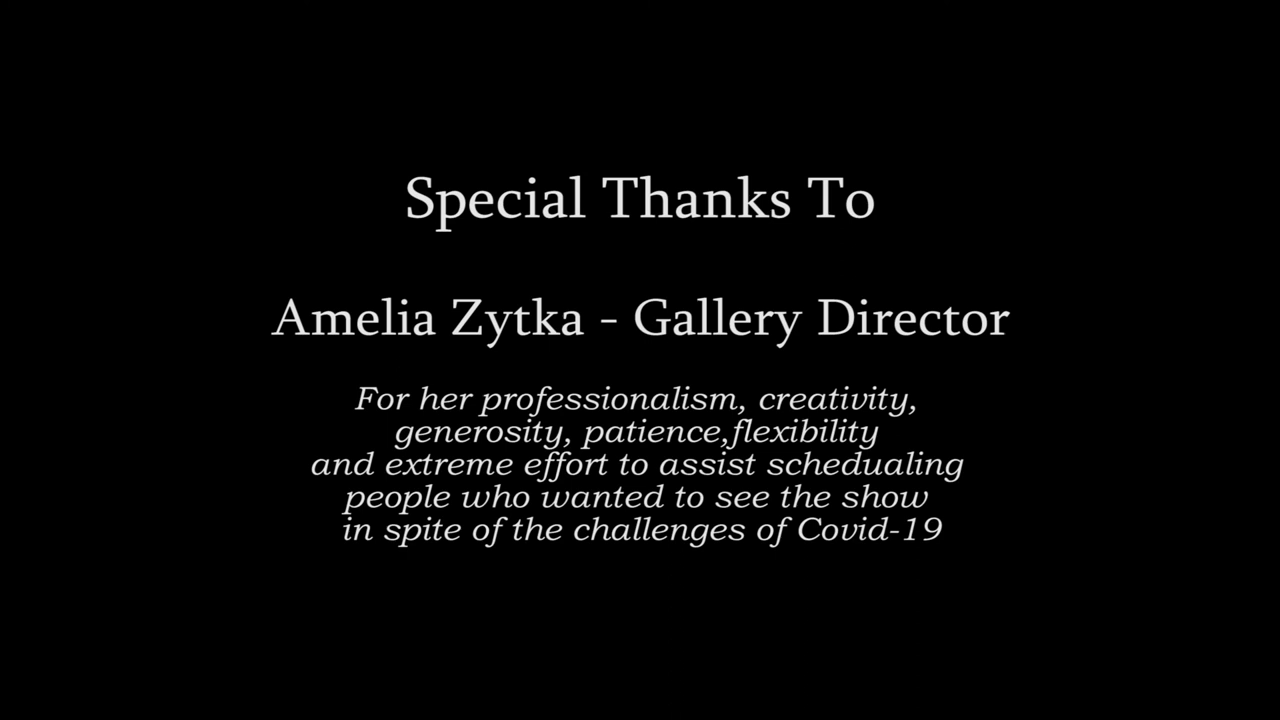 Special Thanks To
Amelia Zytka - Gallery Director
For her professionalism, creativity,
generosity, patience,flexibility
and extreme effort to assist schedualing
people who wanted to see the show
in spite of the challenges of Covid-19